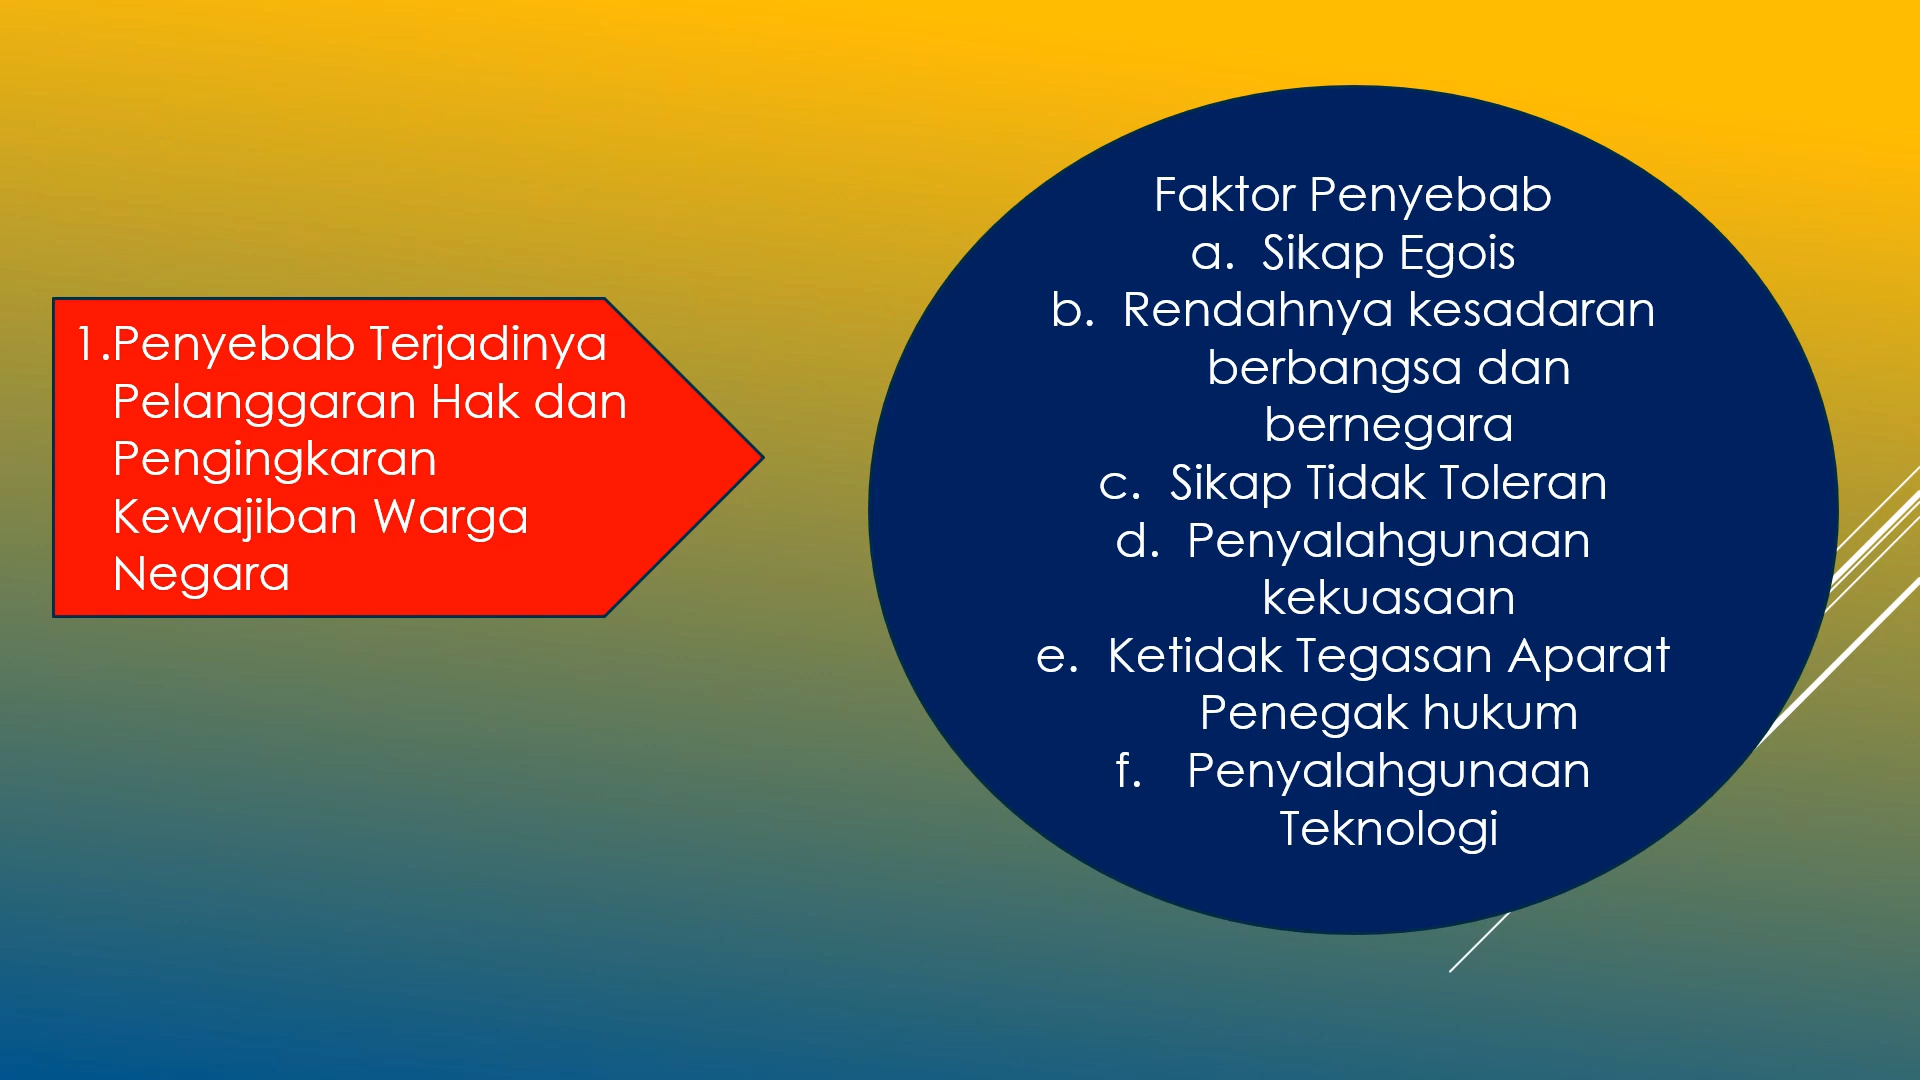 1.Penyebab Terjadinya
Pelanggaran Hak dan
Pengingkaran
Kewajiban Warga
Negara
Faktor Penyebab
a. Sikap Egois
b. Rendahnya kesadaran
berbangsa dan
bernegara
c. Sikap Tidak Toleran
d. Penyalahgunaan
kekuasaan
e. Ketidak Tegasan Aparat
Penegak hukum
f. Penyalahgunaan
Teknologi